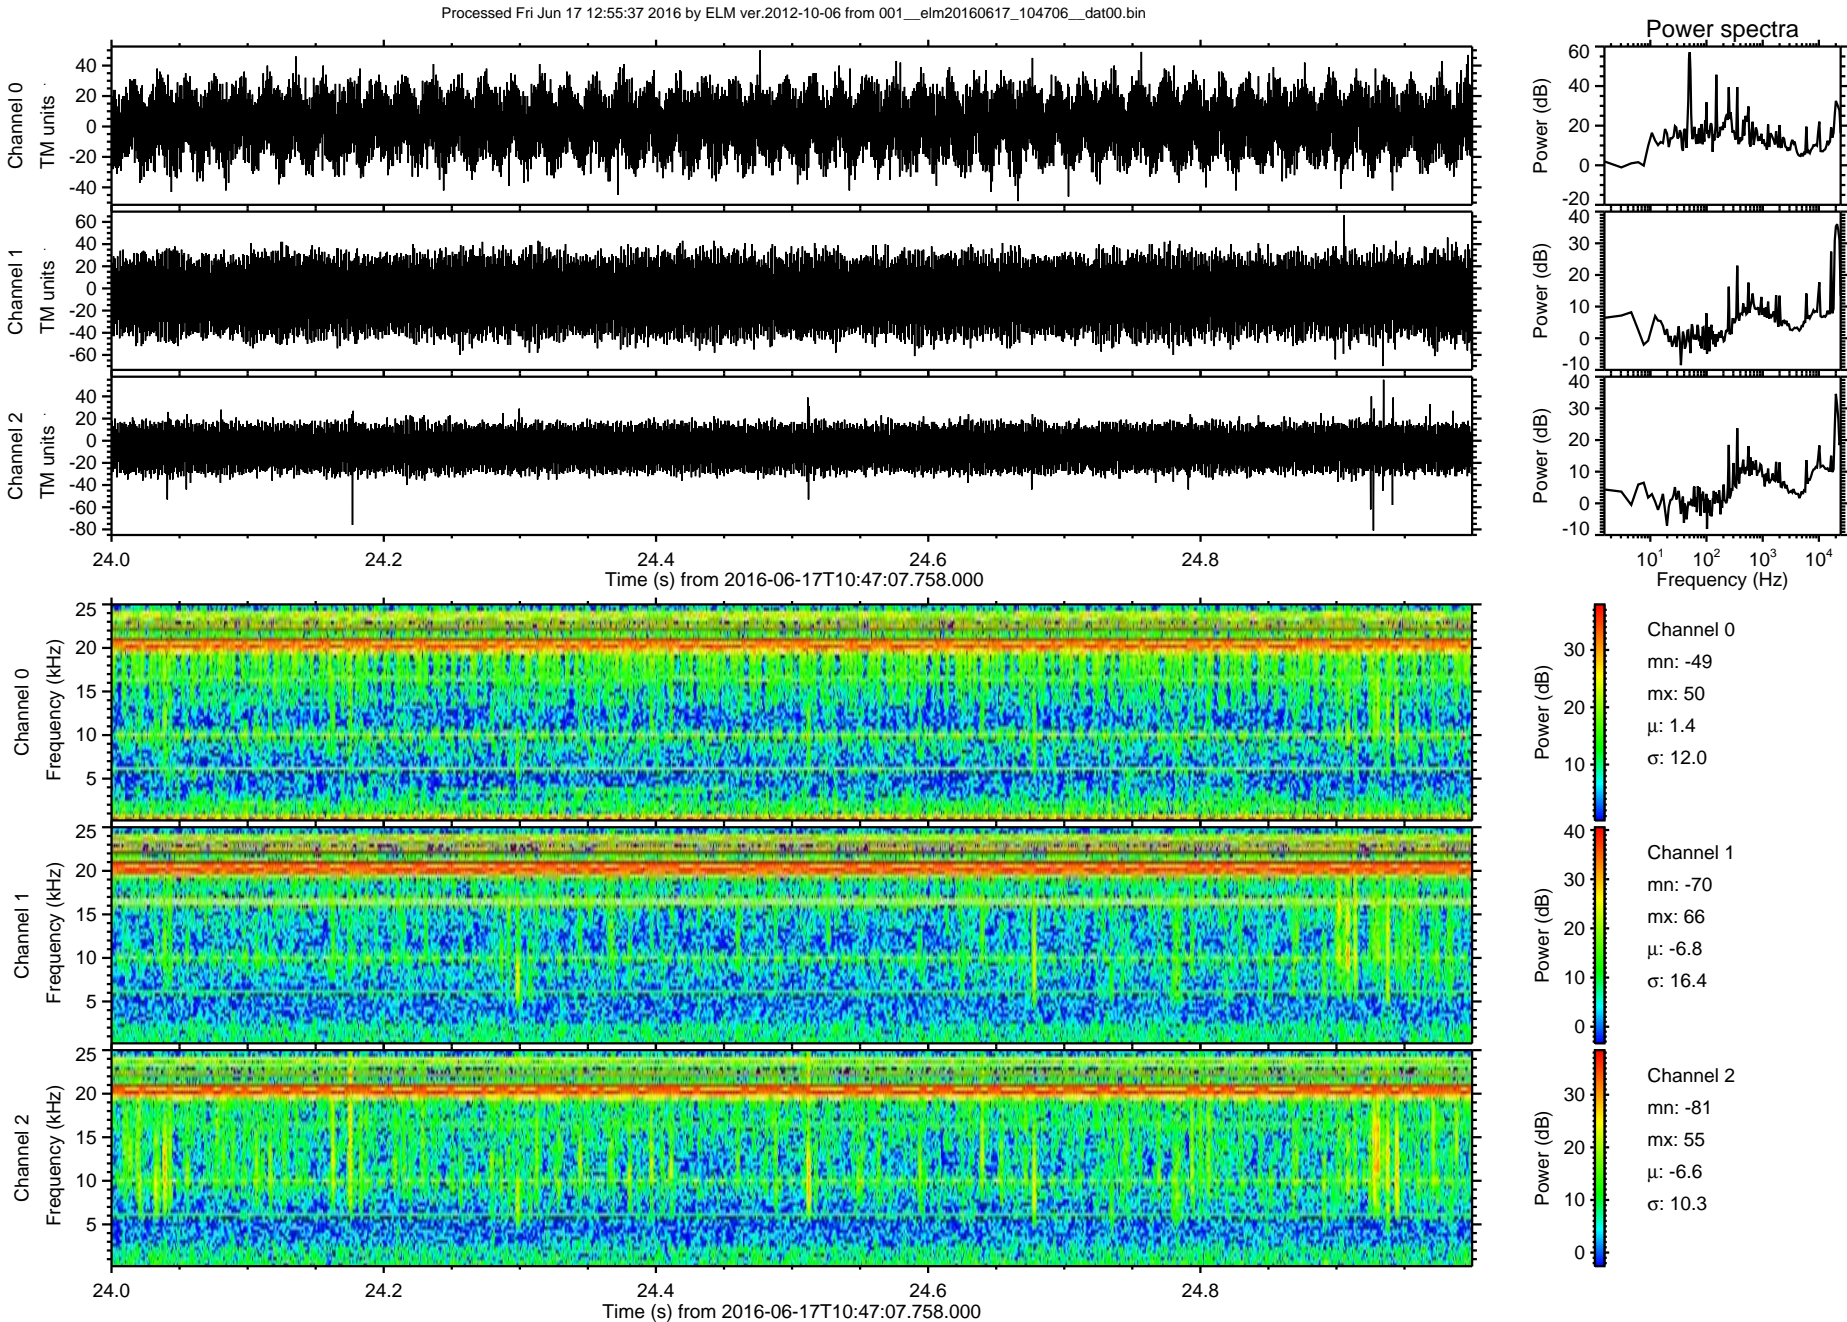 Processed Fri Jun 17 12:55:37 2016 by ELM ver.2012-10-06 from 001__elm20160617_104706__dat00.bin
Power spectra
Channel 0
TM units
40
20
0
-20
-40
Power (dB)
60
40
20
0
-20
Channel 1
TM units
60
40
20
0
-20
-40
-60
Power (dB)
40
30
20
10
0
-10
Channel 2
TM units
40
20
0
-20
-40
-60
-80
Power (dB)
40
30
20
10
0
-10
24.0 24.2 24.4 24.6 24.8
Time (s) from 2016-06-17T10:47:07.758.000
10¹ 10² 10³ 10⁴
Frequency (Hz)
Channel 0
Frequency (kHz)
25
20
15
10
5
Power (dB)
30
20
10
Channel 0
mn: -49
mx: 50
μ: 1.4
σ: 12.0
Channel 1
Frequency (kHz)
25
20
15
10
5
Power (dB)
40
30
20
10
0
Channel 1
mn: -70
mx: 66
μ: -6.8
σ: 16.4
Channel 2
Frequency (kHz)
25
20
15
10
5
Power (dB)
30
20
10
0
Channel 2
mn: -81
mx: 55
μ: -6.6
σ: 10.3
24.0 24.2 24.4 24.6 24.8
Time (s) from 2016-06-17T10:47:07.758.000